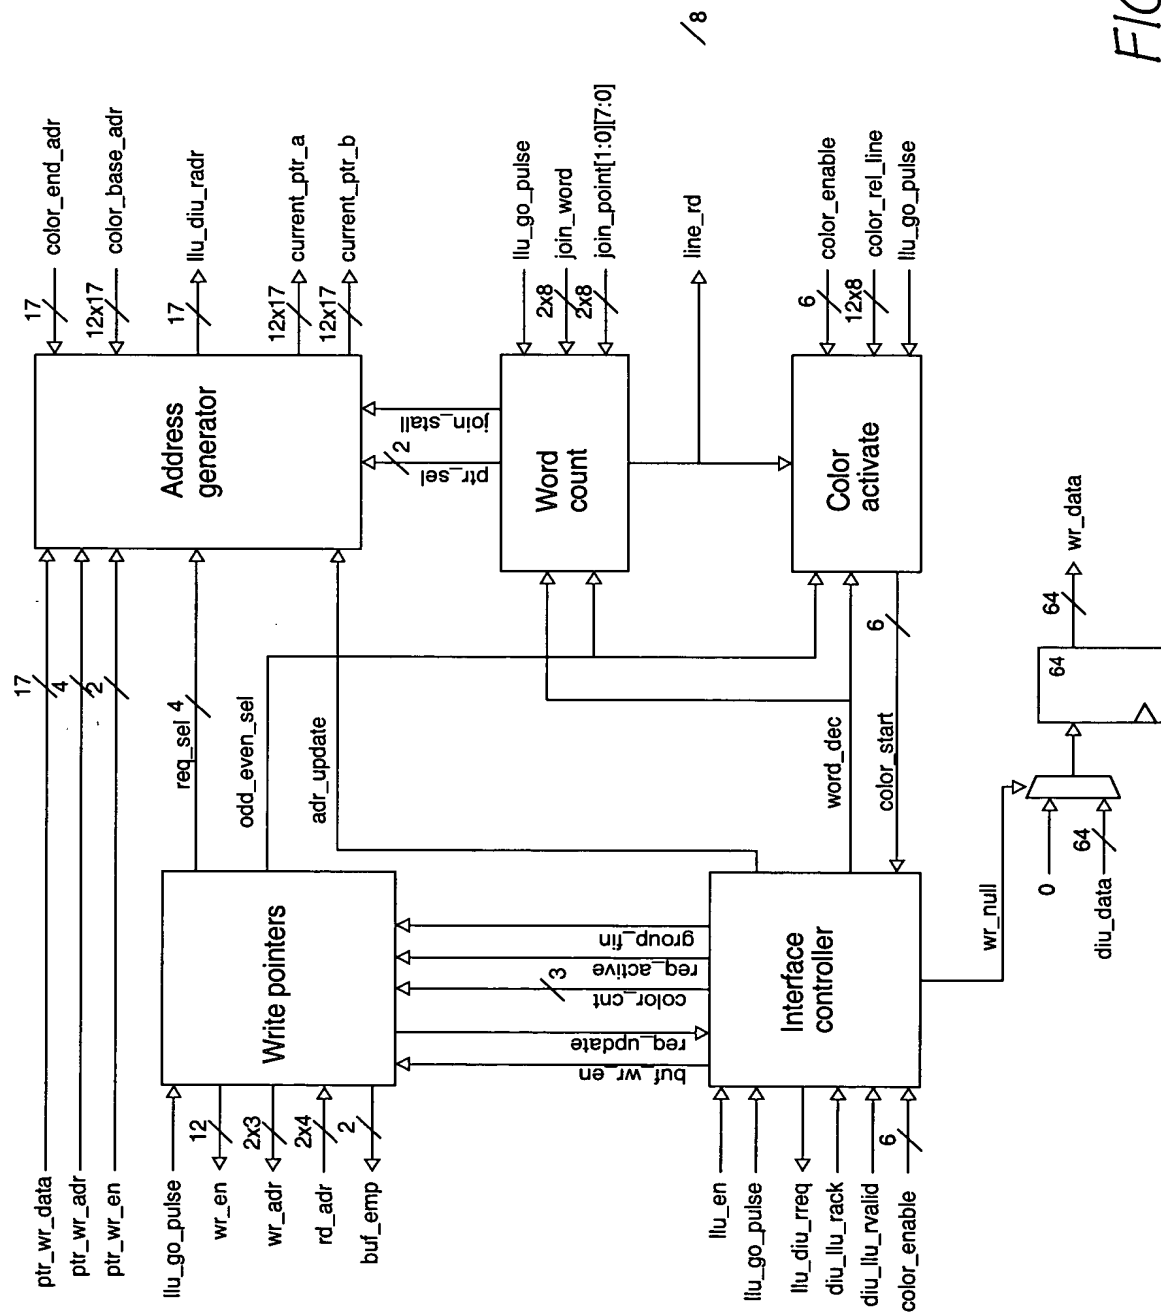 ptr_wr_data
17
ptr_wr_adr
4
ptr_wr_en
2
17
color_end_adr
12x17
color_base_adr
Address
generator
17
llu_diu_radr
12x17
current_ptr_a
12x17
current_ptr_b
req_sel
4
odd_even_sel
adr_update
llu_go_pulse
12
wr_en
2x3
wr_adr
2x4
rd_adr
2
buf_emp
Write pointers
ptr_sel
2
join_stall
Word
count
llu_go_pulse
2x8
join_word
2x8
join_point[1:0][7:0]
line_rd
8
buf_wr_en
req_update
color_cnt
3
req_active
group_fin
llu_en
llu_go_pulse
llu_diu_rreq
diu_llu_rack
diu_llu_rvalid
6
color_enable
Interface
controller
word_dec
color_start
6
Color
activate
6
color_enable
12x8
color_rel_line
llu_go_pulse
wr_null
0
64
diu_data
64
64
wr_data